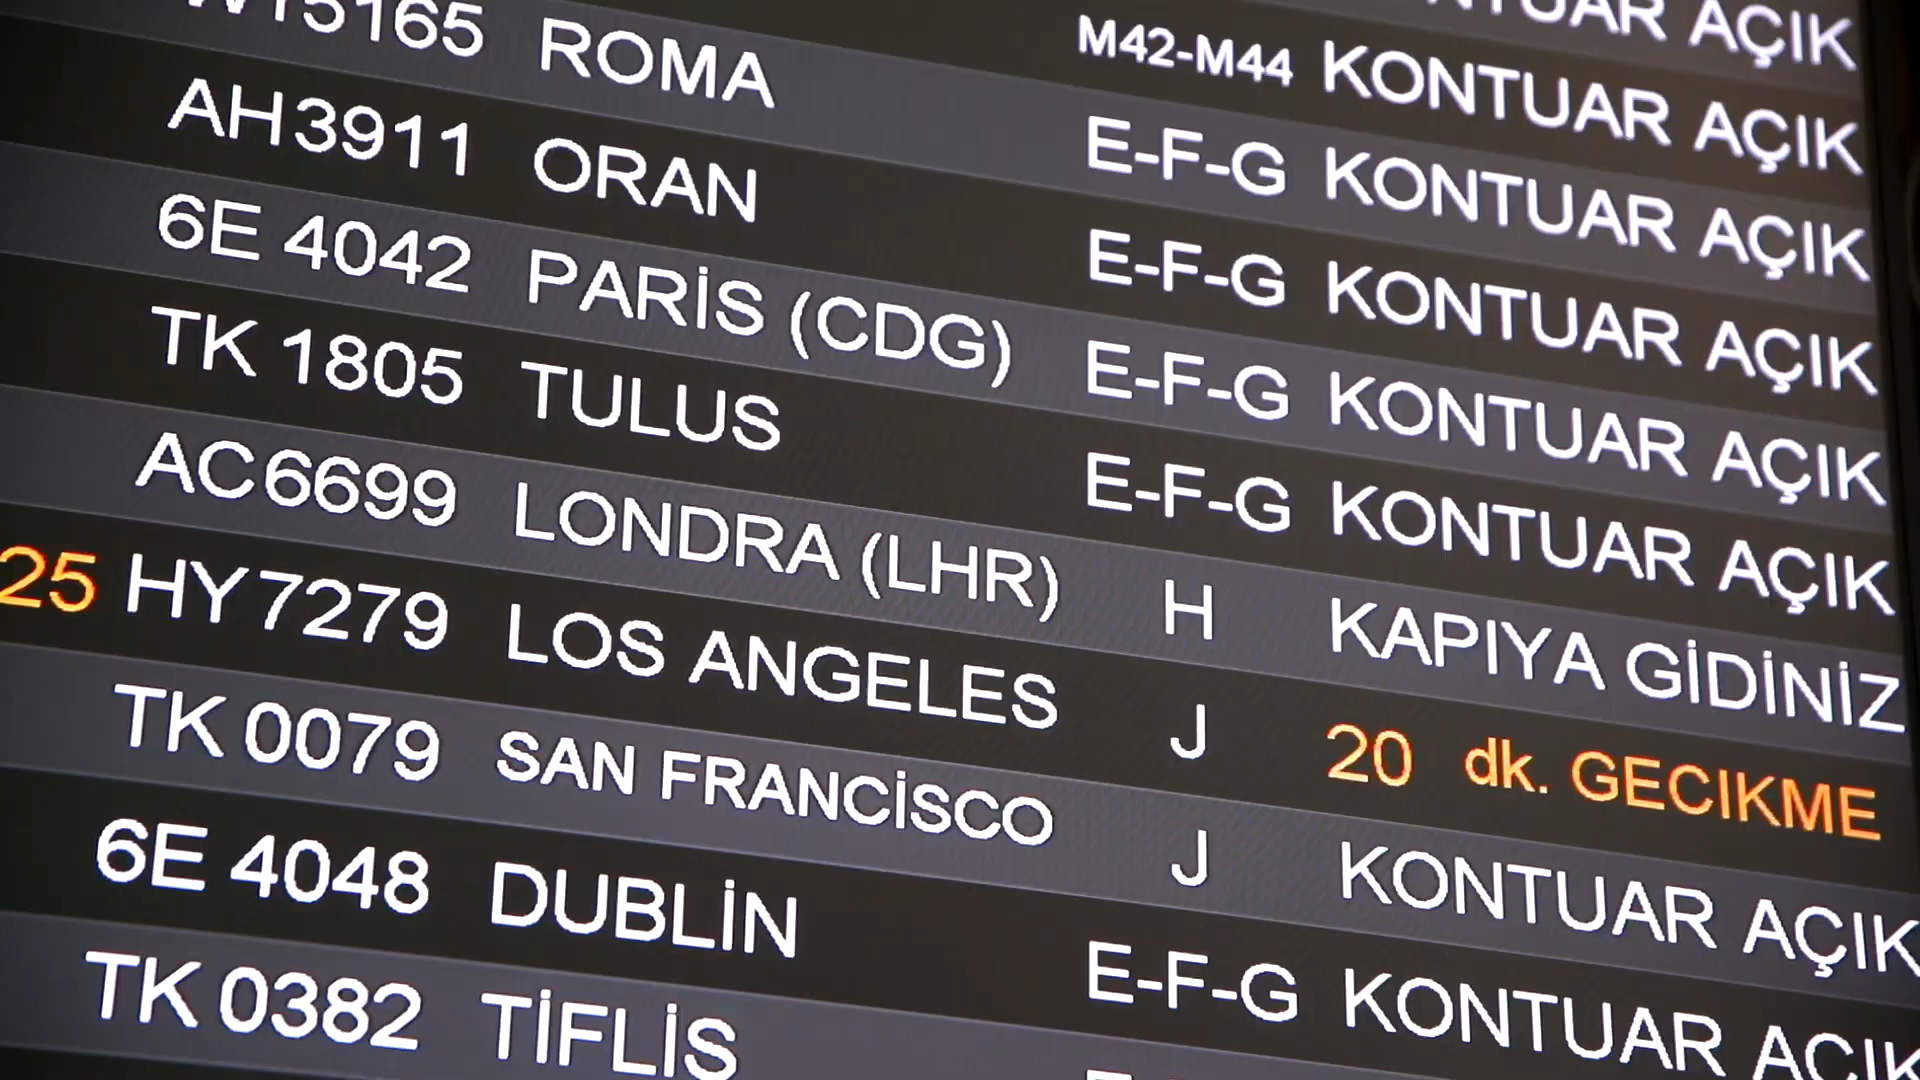 AÇIK
M42-M44 KONTUAR AÇIK
ROMA E-F-G KONTUAR AÇIK
AH3911 ORAN E-F-G KONTUAR AÇIK
6E 4042 PARİS (CDG) E-F-G KONTUAR AÇIK
TK 1805 TULUS E-F-G KONTUAR AÇIK
AC6699 LONDRA (LHR) H KAPIYA GİDİNİZ
25 HY7279 LOS ANGELES J 20 dk. GECIKME
TK 0079 SAN FRANCİSCO J KONTUAR AÇIK
6E 4048 DUBLİN E-F-G KONTUAR AÇIK
TK 0382 TİFLİS